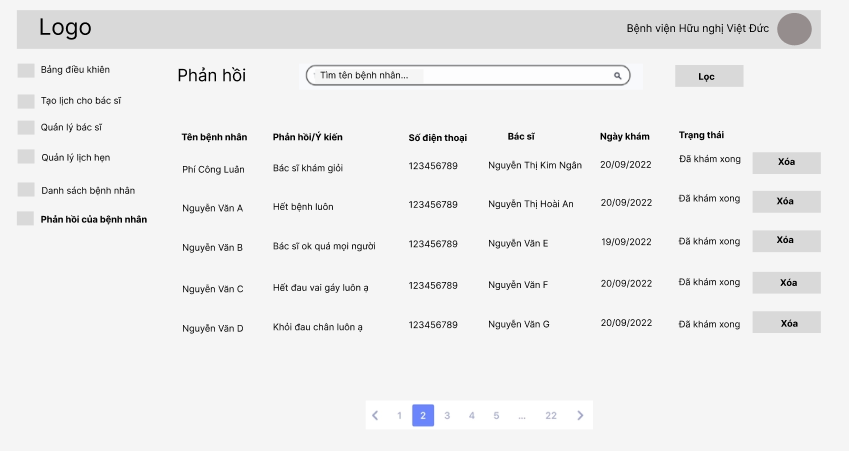 Logo
Bệnh viện Hữu nghị Việt Đức
Bảng điều khiên
Tạo lịch cho bác sĩ
Quản lý bác sĩ
Quản lý lịch hẹn
Danh sách bệnh nhân
Phản hồi của bệnh nhân
Phản hồi
Tìm tên bệnh nhân...
Lọc
Tên bệnh nhân Phản hồi/Ý kiến Số điện thoại Bác sĩ Ngày khám Trạng thái
Phí Công Luân Bác sĩ khám giỏi 123456789 Nguyễn Thị Kim Ngân 20/09/2022 Đã khám xong Xóa
Nguyễn Văn A Hết bệnh luôn 123456789 Nguyễn Thị Hoài An 20/09/2022 Đã khám xong Xóa
Nguyễn Văn B Bác sĩ ok quá mọi người 123456789 Nguyễn Văn E 19/09/2022 Đã khám xong Xóa
Nguyễn Văn C Hết đau vai gáy luôn ạ 123456789 Nguyễn Văn F 20/09/2022 Đã khám xong Xóa
Nguyễn Văn D Khỏi đau chân luôn ạ 123456789 Nguyễn Văn G 20/09/2022 Đã khám xong Xóa
1 2 3 4 5 ... 22